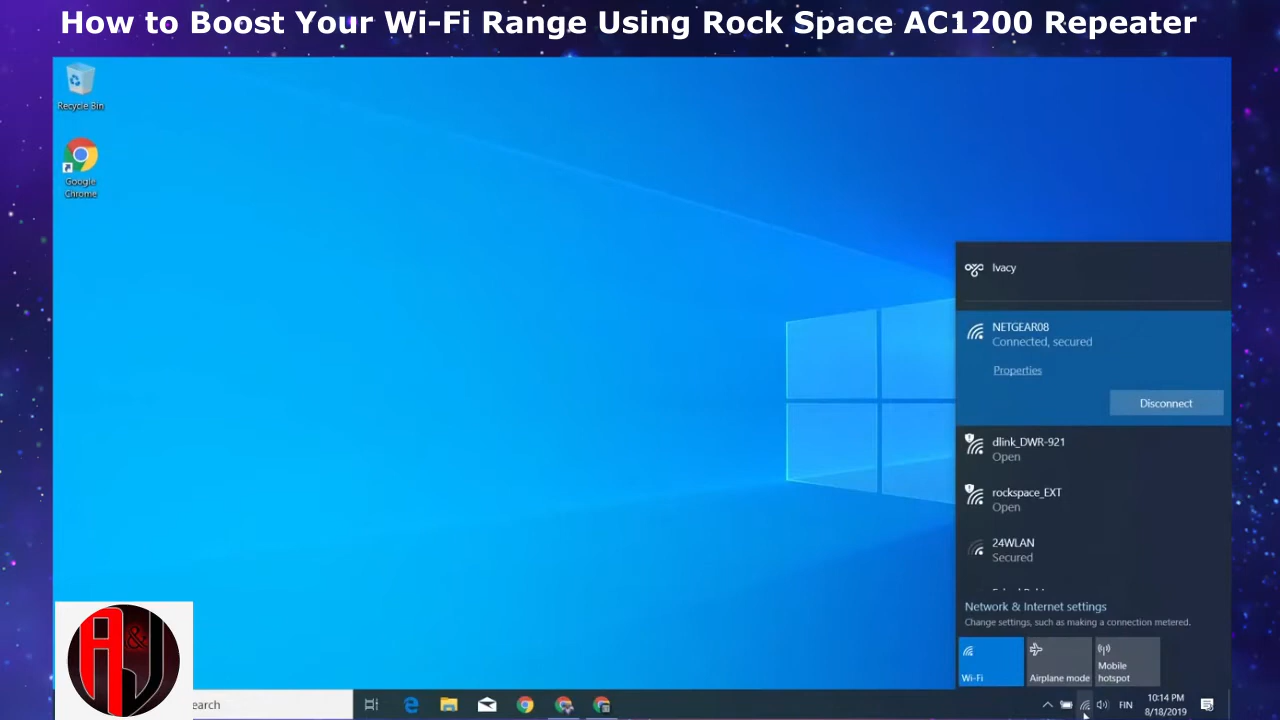 How to Boost Your Wi-Fi Range Using Rock Space AC1200 Repeater
Recycle Bin
Google
Chrome
Ivacy
NETGEAR08
Connected, secured
Properties
Disconnect
dlink_DWR-921
Open
rockspace_EXT
Open
24WLAN
Secured
Network & Internet settings
Change settings, such as making a connection metered.
Wi-Fi
Airplane mode
Mobile
hotspot
A&J
earch
FIN
10:14 PM
8/18/2019